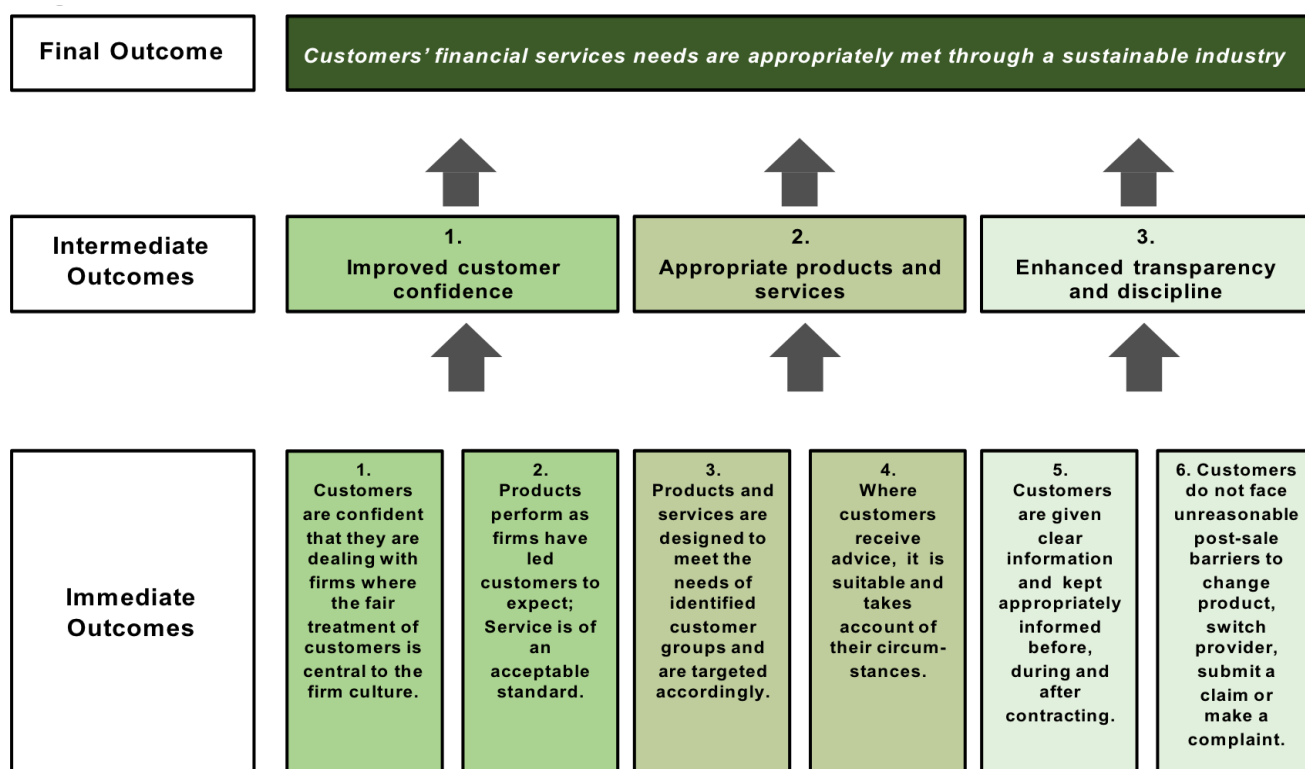 Final Outcome
Customers’ financial services needs are appropriately met through a sustainable industry
Intermediate
Outcomes
1.
Improved customer
confidence
2.
Appropriate products and
services
3.
Enhanced transparency
and discipline
Immediate
Outcomes
1.
Customers
are confident
that they are
dealing with
firms where
the fair
treatment of
customers is
central to the
firm culture.
2.
Products
perform as
firms have
led
customers to
expect;
Service is of
an
acceptable
standard.
3.
Products and
services are
designed to
meet the
needs of
identified
customer
groups and
are targeted
accordingly.
4.
Where
customers
receive
advice, it is
suitable and
takes
account of
their circum-
stances.
5.
Customers
are given
clear
information
and kept
appropriately
informed
before,
during and
after
contracting.
6. Customers
do not face
unreasonable
post-sale
barriers to
change
product,
switch
provider,
submit a
claim or
make a
complaint.